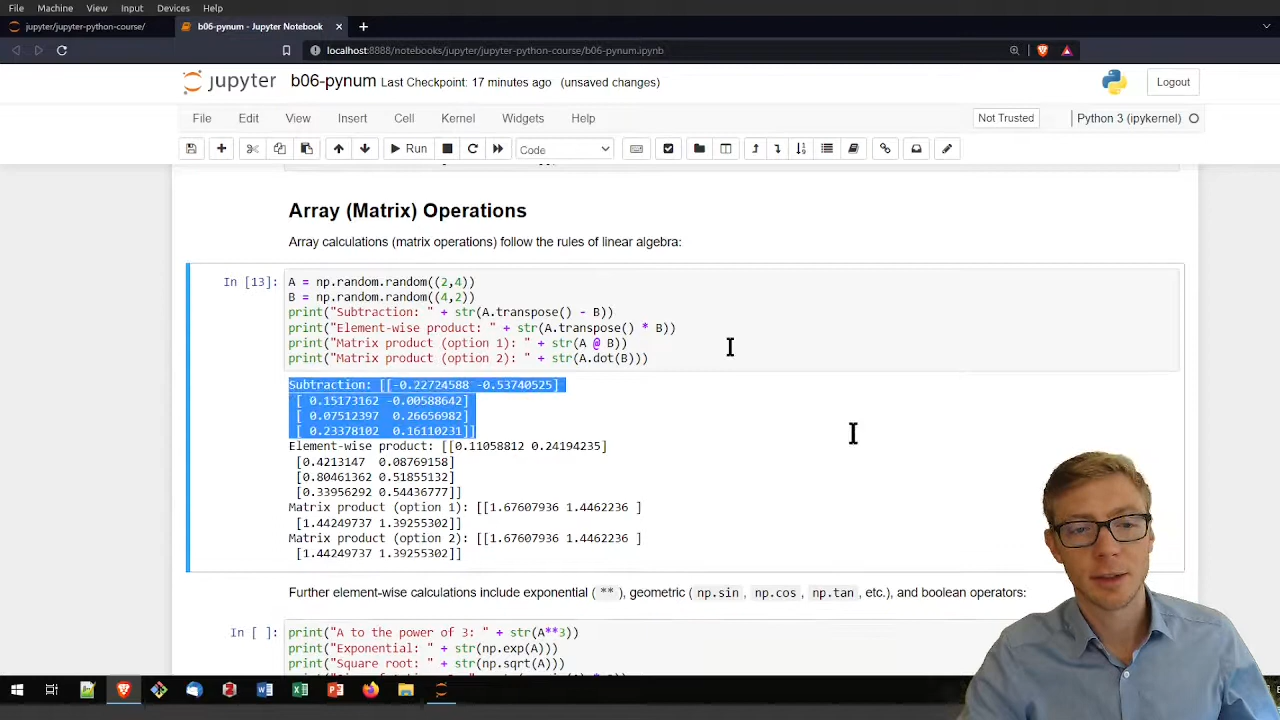 File Machine View Input Devices Help
jupyter/jupyter-python-course/ b06-pynum - Jupyter Notebook
localhost:8888/notebooks/jupyter/jupyter-python-course/b06-pynum.ipynb
jupyter b06-pynum Last Checkpoint: 17 minutes ago (unsaved changes) Logout
File Edit View Insert Cell Kernel Widgets Help Not Trusted Python 3 (ipykernel)
Run Code
Array (Matrix) Operations
Array calculations (matrix operations) follow the rules of linear algebra:
In [13]: A = np.random.random((2,4))
B = np.random.random((4,2))
print("Subtraction: " + str(A.transpose() - B))
print("Element-wise product: " + str(A.transpose() * B))
print("Matrix product (option 1): " + str(A @ B))
print("Matrix product (option 2): " + str(A.dot(B)))
Subtraction: [[-0.22724588 -0.53740525]
[ 0.15173162 -0.00588642]
[ 0.07512397 0.26656982]
[ 0.23378102 0.16110231]]
Element-wise product: [[0.11058812 0.24194235]
[0.4213147 0.08769158]
[0.80461362 0.51855132]
[0.33956292 0.54436777]]
Matrix product (option 1): [[1.67607936 1.4462236 ]
[1.44249737 1.39255302]]
Matrix product (option 2): [[1.67607936 1.4462236 ]
[1.44249737 1.39255302]]
Further element-wise calculations include exponential ( ** ), geometric ( np.sin , np.cos , np.tan , etc.), and boolean operators:
In [ ]: print("A to the power of 3: " + str(A**3))
print("Exponential: " + str(np.exp(A)))
print("Square root: " + str(np.sqrt(A)))